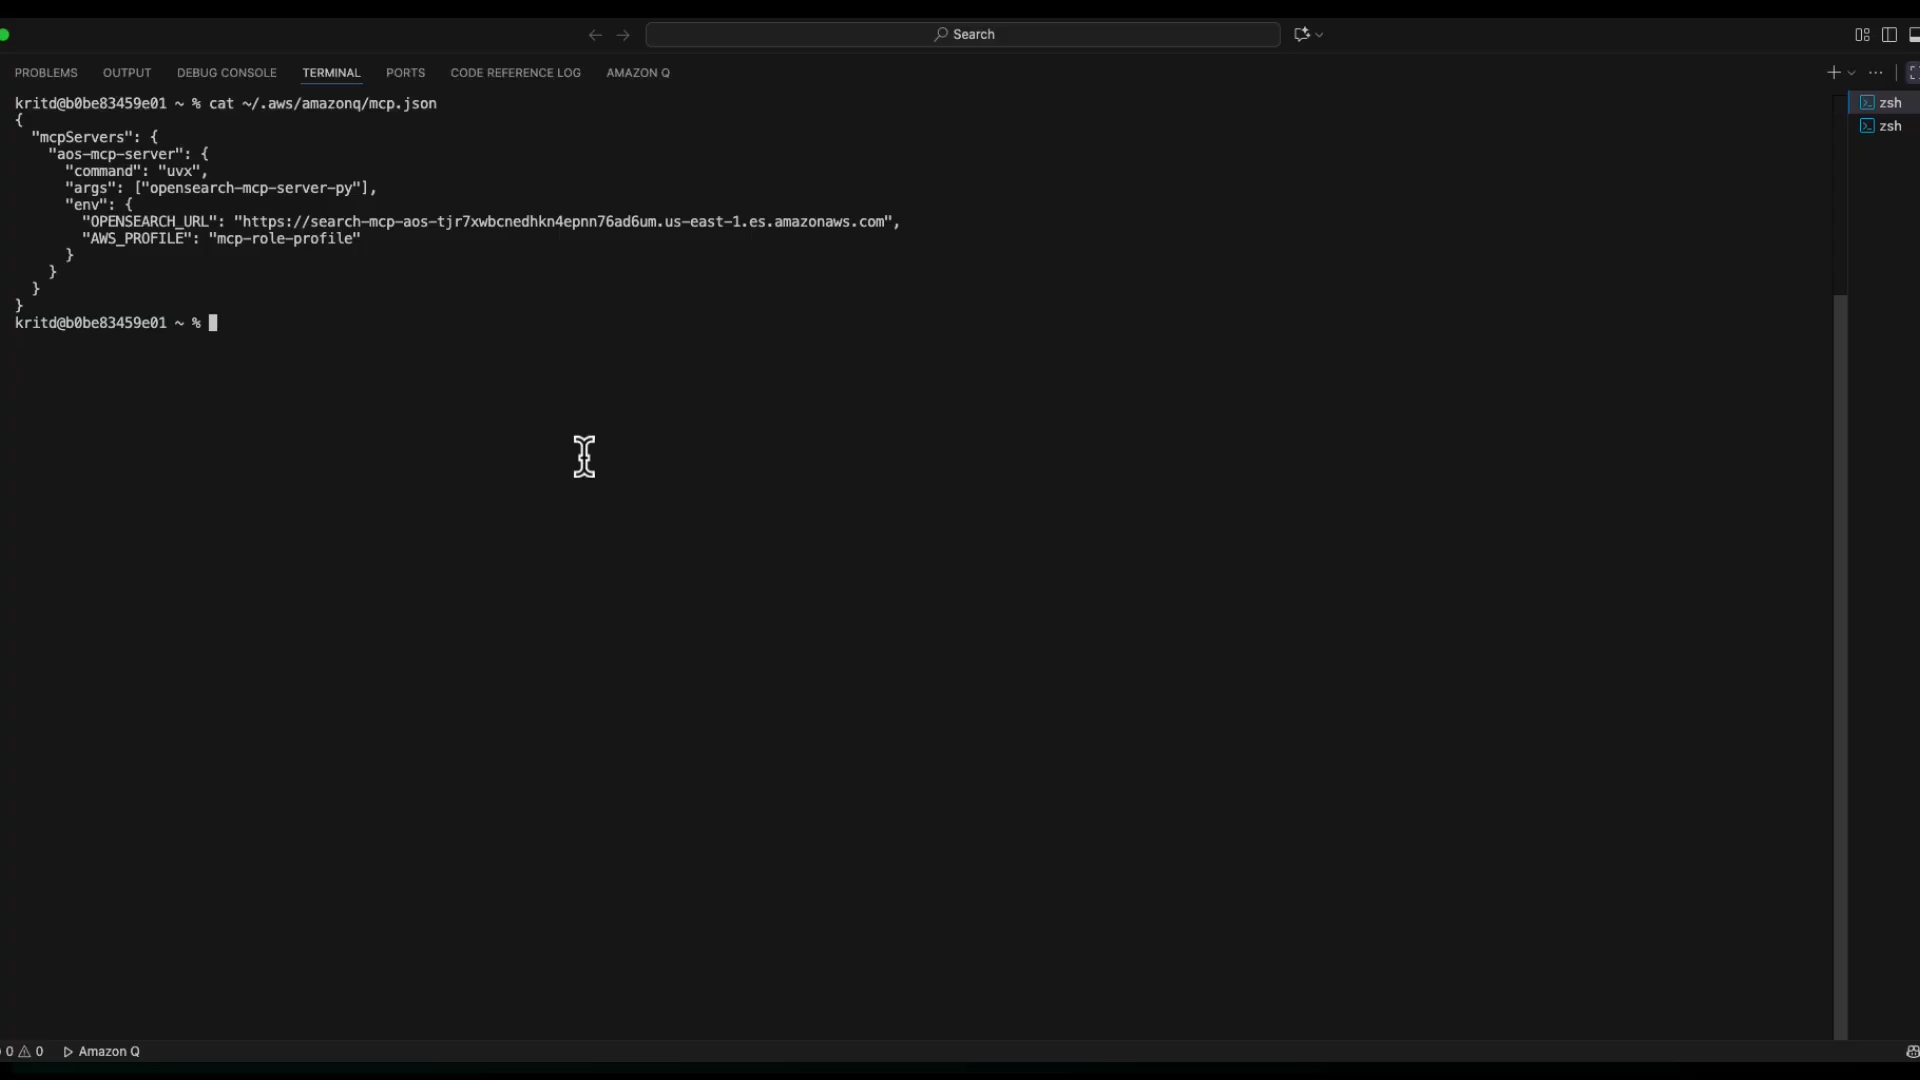 Search
PROBLEMS OUTPUT DEBUG CONSOLE TERMINAL PORTS CODE REFERENCE LOG AMAZON Q
kritd@b0be83459e01 ~ % cat ~/.aws/amazonq/mcp.json
{
  "mcpServers": {
    "aos-mcp-server": {
      "command": "uvx",
      "args": ["opensearch-mcp-server-py"],
      "env": {
        "OPENSEARCH_URL": "https://search-mcp-aos-tjr7xwbcnedhkn4epnn76ad6um.us-east-1.es.amazonaws.com",
        "AWS_PROFILE": "mcp-role-profile"
      }
    }
  }
}
kritd@b0be83459e01 ~ %
zsh
zsh
0 0 Amazon Q